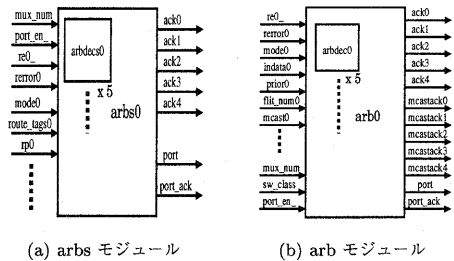 mux_num
port_en_
re0_
rerror0
mode0
route_tags0
rp0
arbdecs0
x 5
arbs0
ack0
ack1
ack2
ack3
ack4
port
port_ack
(a) arbs モジュール
re0_
rerror0
mode0
indata0
prior0
flit_num0
mcast0
mux_num
sw_class
port_en_
arbdec0
x 5
arb0
ack0
ack1
ack2
ack3
ack4
mcastack0
mcastack1
mcastack2
mcastack3
mcastack4
port
port_ack
(b) arb モジュール